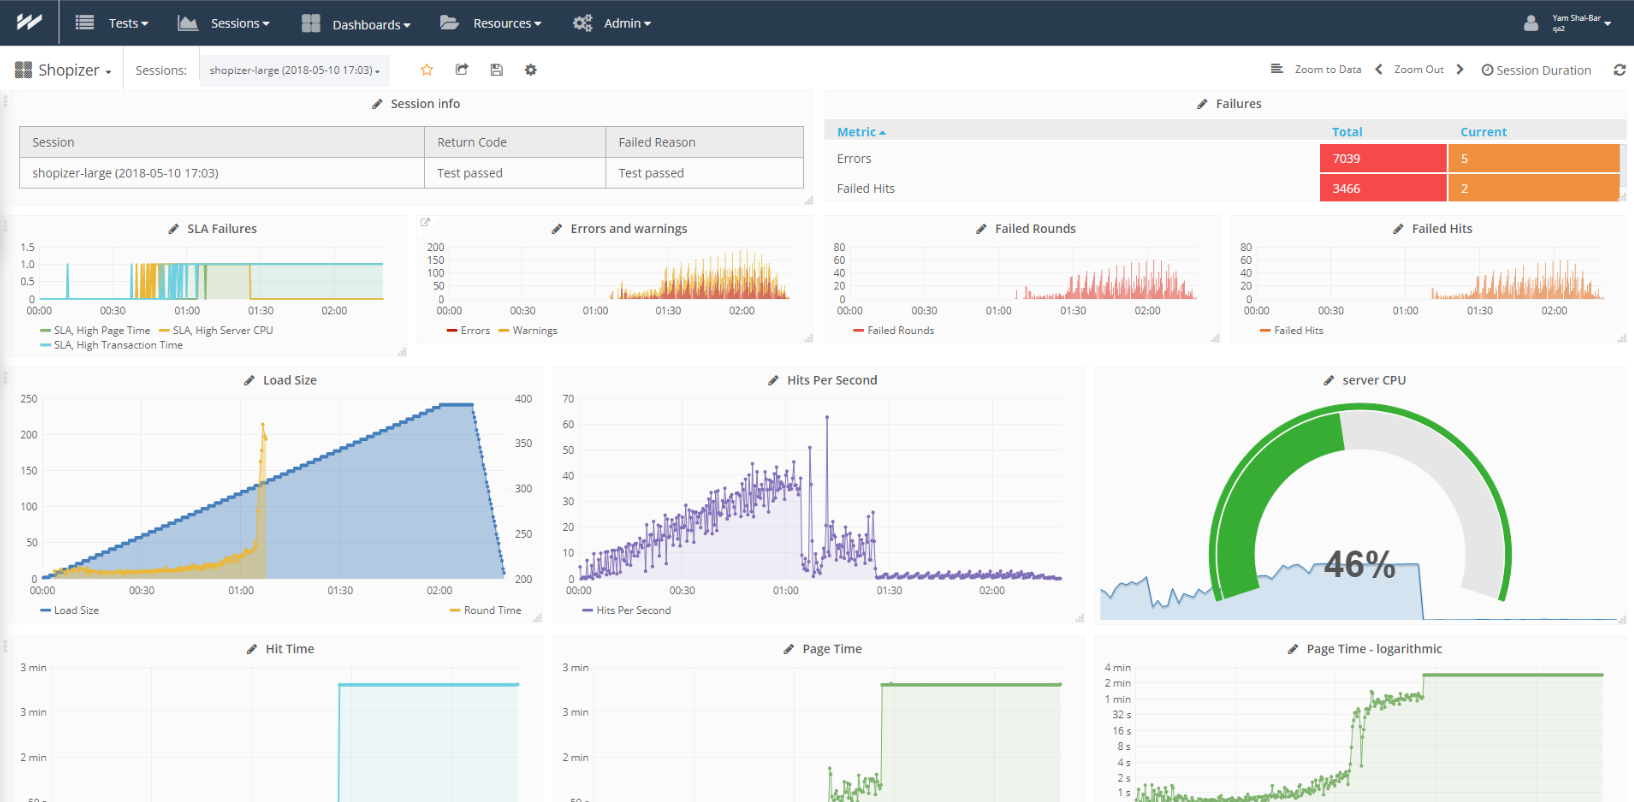 Tests Sessions Dashboards Resources Admin Yam Shai-Bar
qa2
Shopizer Sessions: shopizer-large (2018-05-10 17:03) Zoom to Data Zoom Out Session Duration
Session info
Session Return Code Failed Reason
shopizer-large (2018-05-10 17:03) Test passed Test passed
Failures
Metric Total Current
Errors 7039 5
Failed Hits 3466 2
SLA Failures
1.5
1.0
0.5
0
00:00 00:30 01:00 01:30 02:00
SLA, High Page Time SLA, High Server CPU
SLA, High Transaction Time
Errors and warnings
200
150
100
50
0
00:00 00:30 01:00 01:30 02:00
Errors Warnings
Failed Rounds
80
60
40
20
0
00:00 00:30 01:00 01:30 02:00
Failed Rounds
Failed Hits
80
60
40
20
0
00:00 00:30 01:00 01:30 02:00
Failed Hits
Load Size
250 400
200 350
150
100 300
50 250
0 200
00:00 00:30 01:00 01:30 02:00
Load Size Round Time
Hits Per Second
70
60
50
40
30
20
10
0
00:00 00:30 01:00 01:30 02:00
Hits Per Second
server CPU
46%
Hit Time
3 min
3 min
2 min
Page Time
3 min
3 min
2 min
Page Time - logarithmic
4 min
2 min
1 min
32 s
16 s
8 s
4 s
2 s
1 s